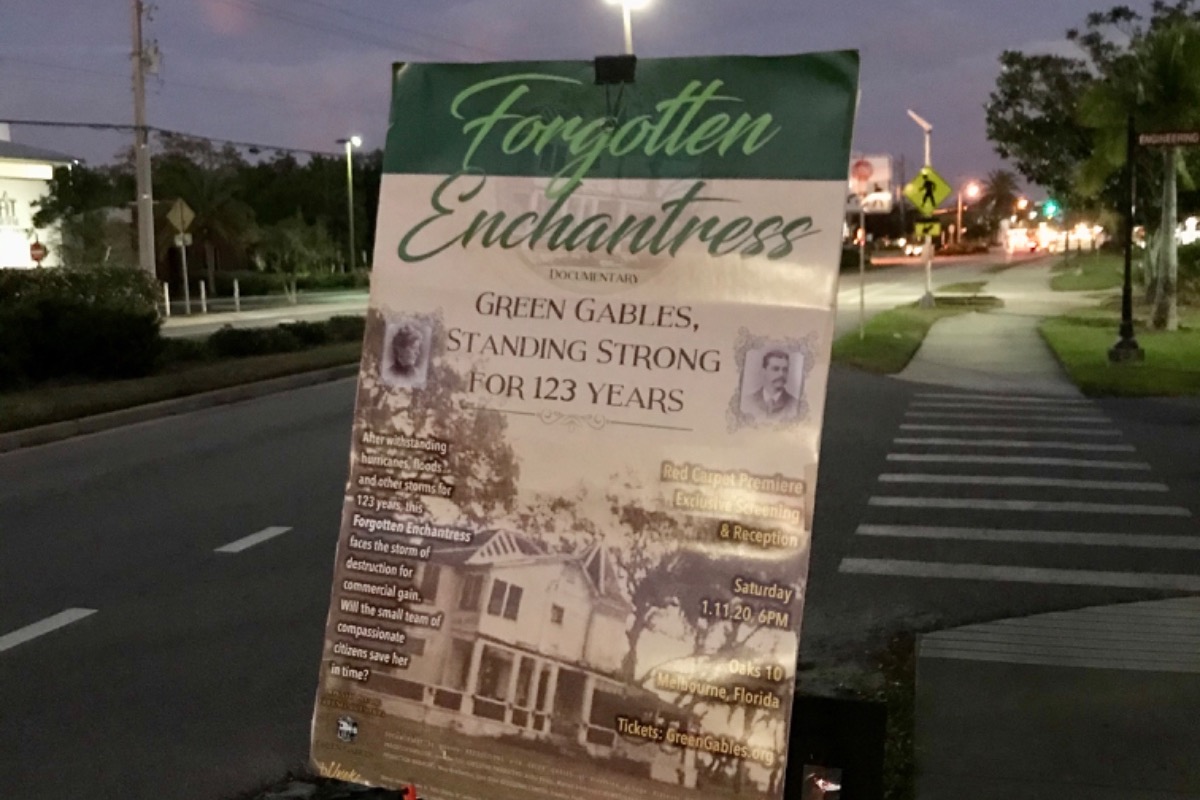 Forgotten
Enchantress
DOCUMENTARY
GREEN GABLES,
STANDING STRONG
FOR 123 YEARS
After withstanding
hurricanes, floods
and other storms for
123 years, this
Forgotten Enchantress
faces the storm of
destruction for
commercial gain.
Will the small team of
compassionate
citizens save her
in time?
Red Carpet Premiere
Exclusive Screening
& Reception
Saturday
1.11.20, 6PM
Oaks 10
Melbourne, Florida
Tickets: GreenGables.org
ENGINEERING